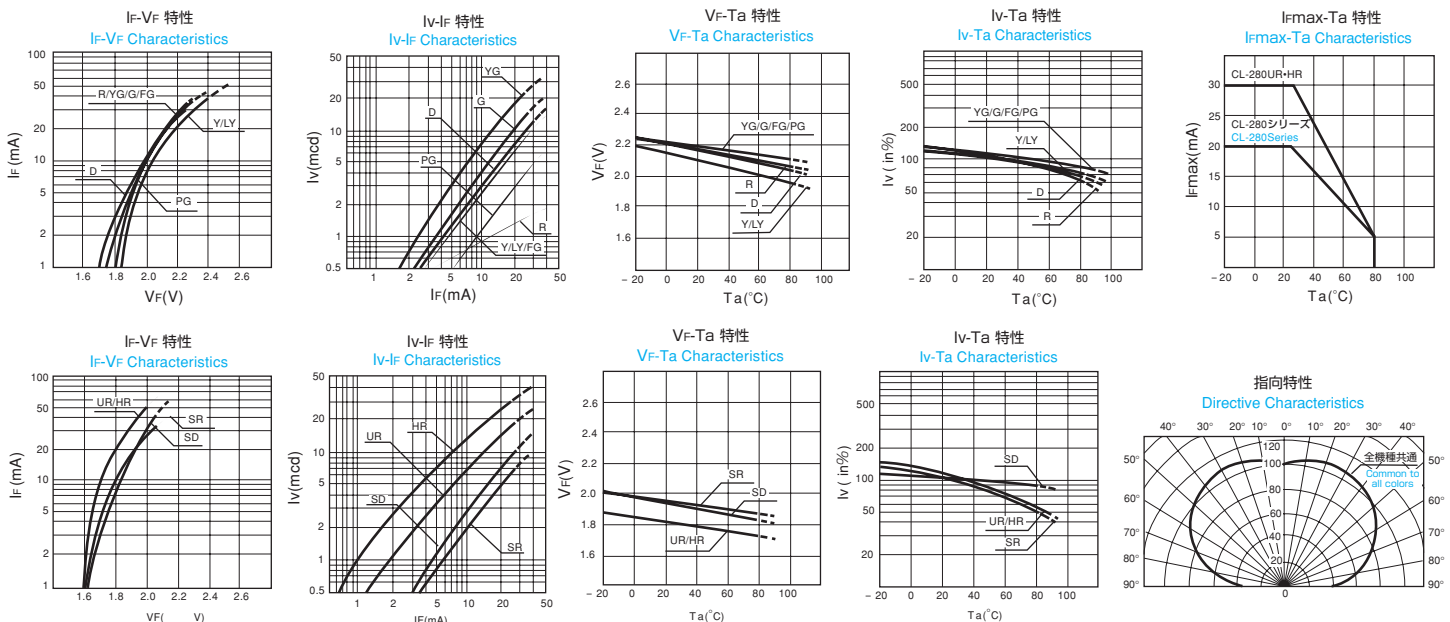 IF-VF 特性
IF-VF Characteristics
100
50
20
10
5
2
1
IF(mA)
R/YG/G/FG
Y/LY
D
PG
1.6 1.8 2.0 2.2 2.4 2.6
VF(V)
Iv-IF 特性
Iv-IF Characteristics
50
20
10
5
2
1
0.5
Iv(mcd)
YG
D
G
PG
R
Y/LY/FG
1 2 5 10 20 50
IF(mA)
VF-Ta 特性
VF-Ta Characteristics
2.6
2.4
2.2
2.0
1.8
1.6
VF(V)
YG/G/FG/PG
R
D
Y/LY
－20 0 20 40 60 80 100
Ta(°C)
Iv-Ta 特性
Iv-Ta Characteristics
500
200
100
50
20
10
Iv (in%)
YG/G/FG/PG
Y/LY
D
R
－20 0 20 40 60 80 100
Ta(°C)
IFmax-Ta 特性
IFmax-Ta Characteristics
CL-280UR・HR
30
25
CL-280シリーズ
CL-280Series
20
15
10
5
IFmax(mA)
－20 0 20 40 60 80 100
Ta(°C)
IF-VF 特性
IF-VF Characteristics
100
50
20
10
5
2
1
IF(mA)
UR/HR
SR
SD
1.6 1.8 2.0 2.2 2.4 2.6
VF( V)
Iv-IF 特性
Iv-IF Characteristics
50
20
10
5
2
1
0.5
Iv(mcd)
HR
UR
SD
SR
1 2 5 10 20 50
IF(mA)
VF-Ta 特性
VF-Ta Characteristics
2.6
2.4
2.2
2.0
1.8
1.6
VF(V)
SR
SD
UR/HR
－20 0 20 40 60 80 100
Ta(°C)
Iv-Ta 特性
Iv-Ta Characteristics
500
200
100
50
20
Iv (in%)
SD
UR/HR
SR
－20 0 20 40 60 80 100
Ta(°C)
指向特性
Directive Characteristics
40° 30° 20° 10° 0° 10° 20° 30° 40°
50° 50°
60° 60°
70° 70°
80° 80°
90° 90°
120
100
80
60
40
20
0
全機種共通
Common to
all colors